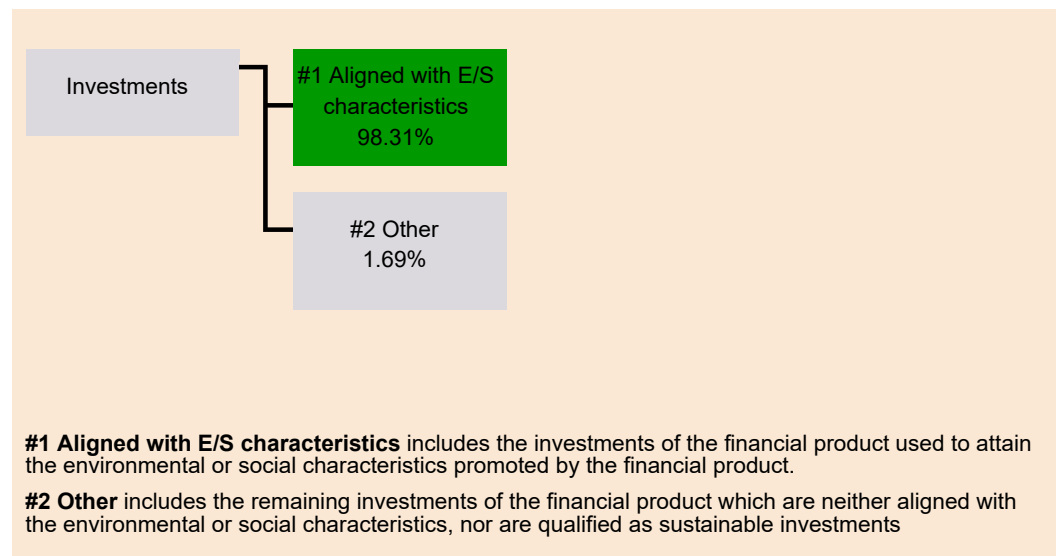 Investments
#1 Aligned with E/S
characteristics
98.31%
#2 Other
1.69%
#1 Aligned with E/S characteristics includes the investments of the financial product used to attain
the environmental or social characteristics promoted by the financial product.
#2 Other includes the remaining investments of the financial product which are neither aligned with
the environmental or social characteristics, nor are qualified as sustainable investments